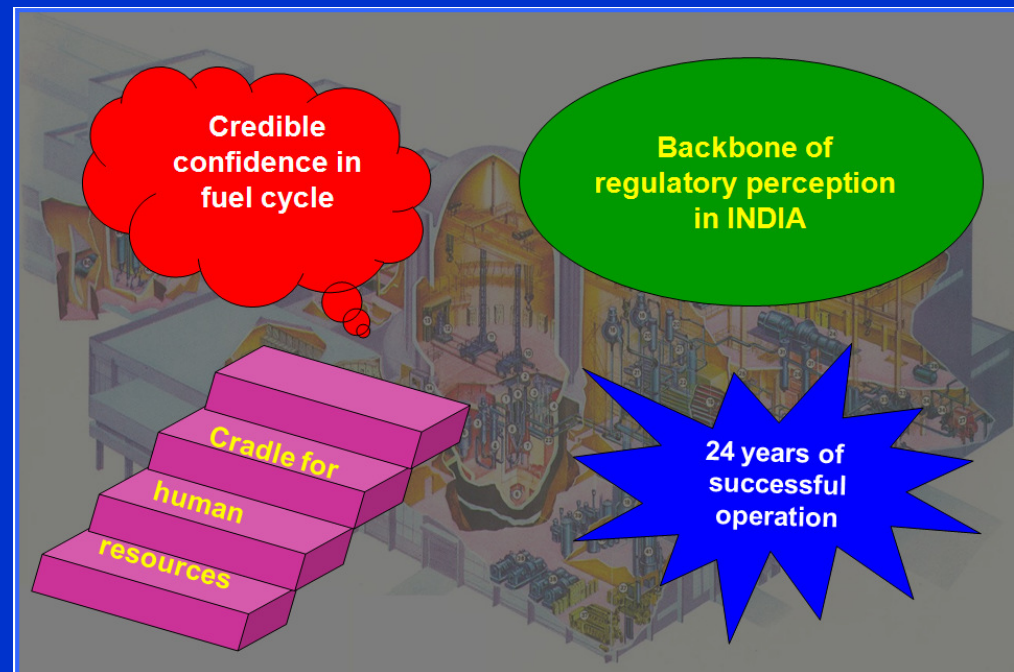 Credible
confidence in
fuel cycle
Backbone of
regulatory perception
in INDIA
Cradle for
human
resources
24 years of
successful
operation